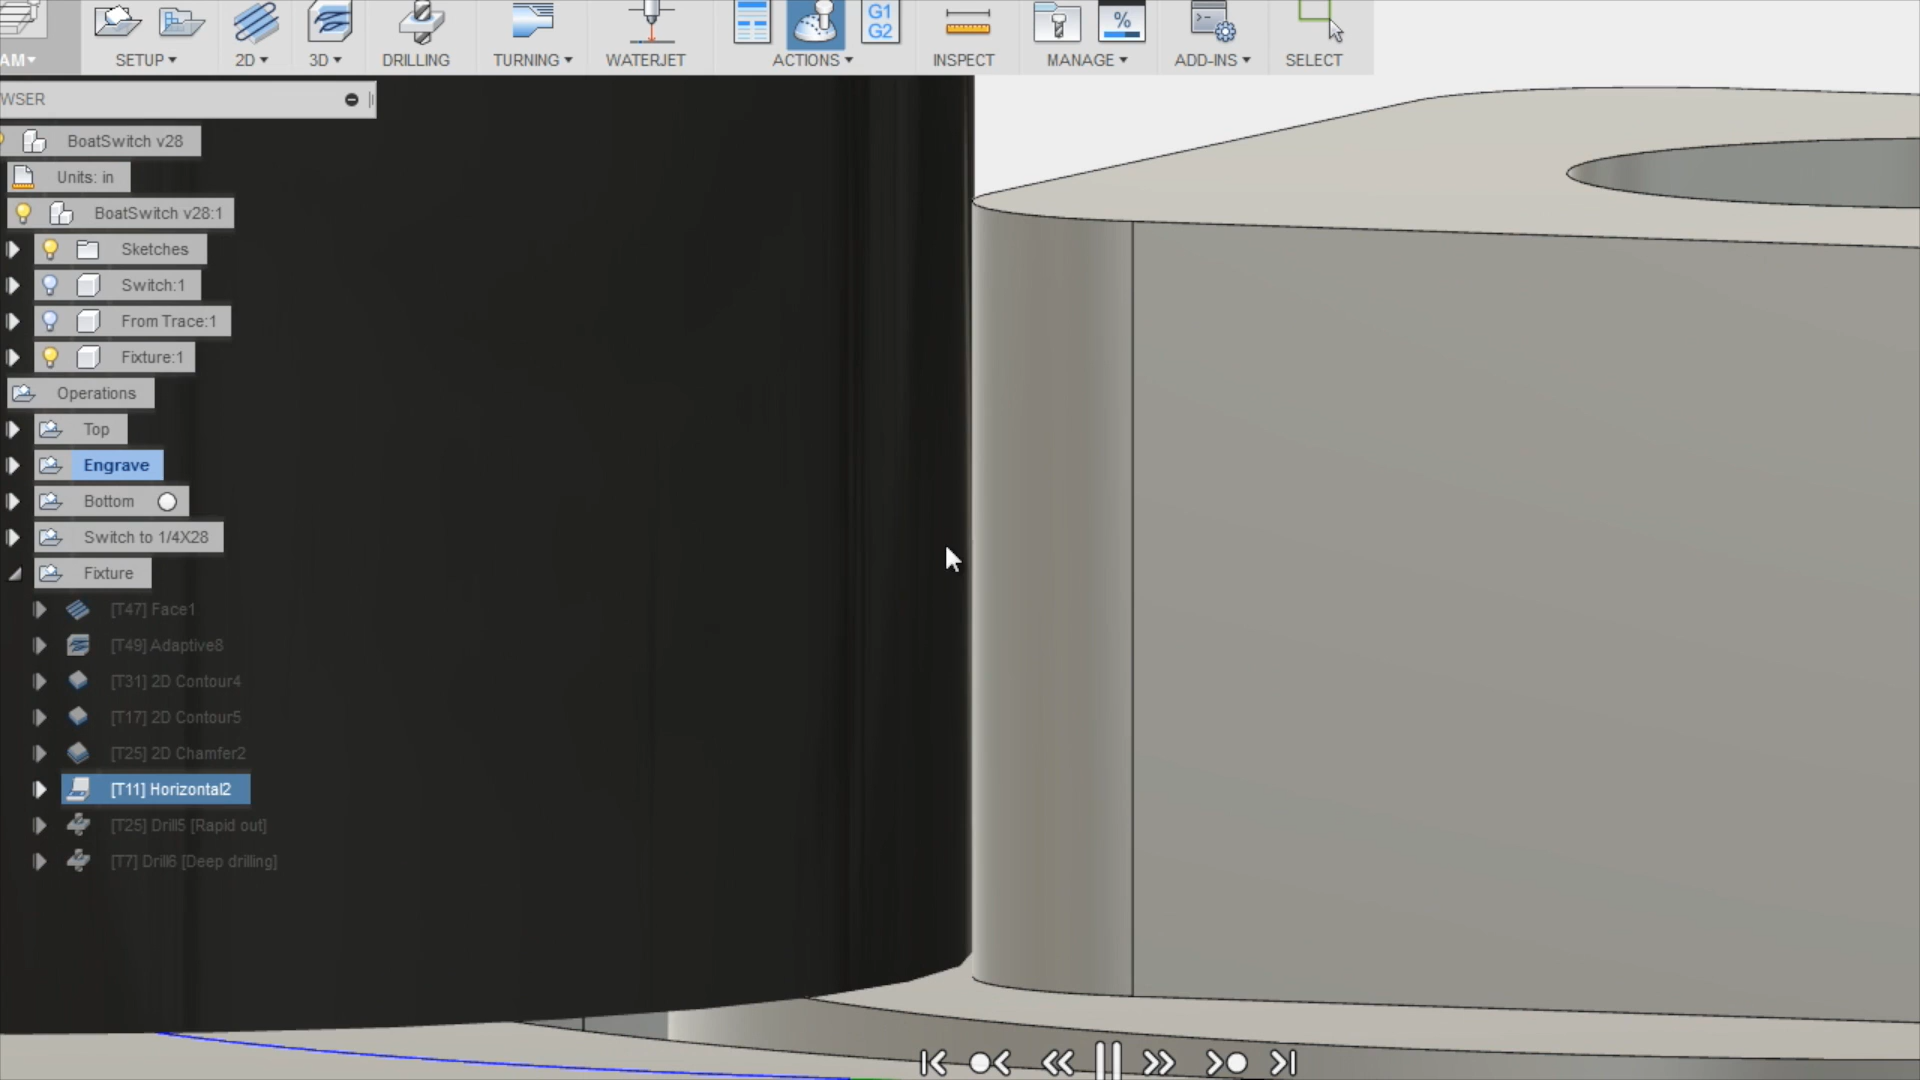 G1
G2
%
AM SETUP 2D 3D DRILLING TURNING WATERJET ACTIONS INSPECT MANAGE ADD-INS SELECT
WSER
BoatSwitch v28
Units: in
BoatSwitch v28:1
Sketches
Switch:1
From Trace:1
Fixture:1
Operations
Top
Engrave
Bottom
Switch to 1/4X28
Fixture
[T47] Face1
[T49] Adaptive8
[T31] 2D Contour4
[T17] 2D Contour5
[T25] 2D Chamfer2
[T11] Horizontal2
[T25] Drill5 [Rapid out]
[T7] Drill6 [Deep drilling]